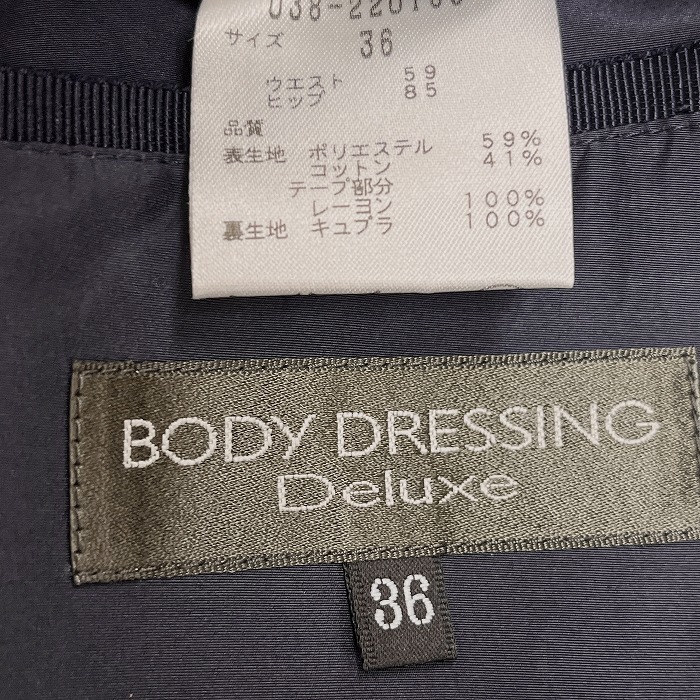 サイズ 36
ウエスト 59
ヒップ 85
品質
表生地 ポリエステル 59%
コットン 41%
テープ部分
レーヨン 100%
裏生地 キュプラ 100%
BODY DRESSING
Deluxe
36